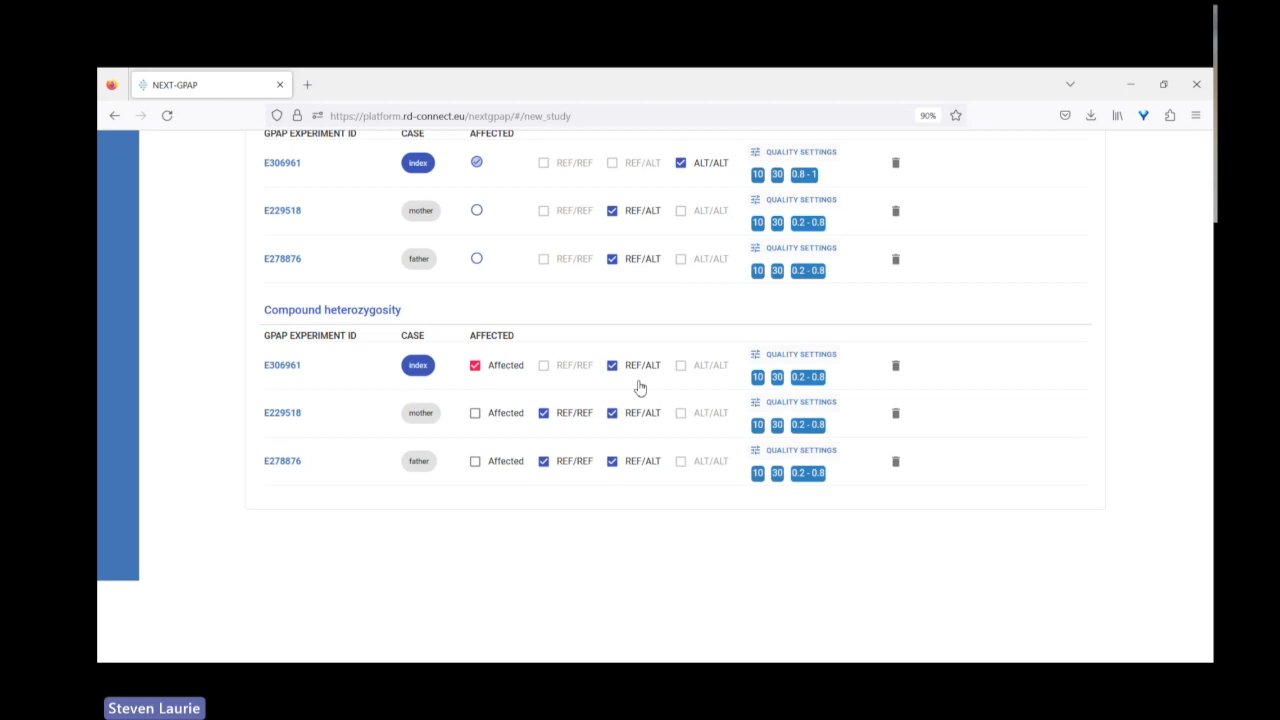 NEXT-GPAP
https://platform.rd-connect.eu/nextgpap/#/new_study
90%
GPAP EXPERIMENT ID CASE AFFECTED
E306961 index REF/REF REF/ALT ALT/ALT QUALITY SETTINGS
10 30 0.8 - 1
E229518 mother REF/REF REF/ALT ALT/ALT QUALITY SETTINGS
10 30 0.2 - 0.8
E278876 father REF/REF REF/ALT ALT/ALT QUALITY SETTINGS
10 30 0.2 - 0.8
Compound heterozygosity
GPAP EXPERIMENT ID CASE AFFECTED
E306961 index Affected REF/REF REF/ALT ALT/ALT QUALITY SETTINGS
10 30 0.2 - 0.8
E229518 mother Affected REF/REF REF/ALT ALT/ALT QUALITY SETTINGS
10 30 0.2 - 0.8
E278876 father Affected REF/REF REF/ALT ALT/ALT QUALITY SETTINGS
10 30 0.2 - 0.8
Steven Laurie